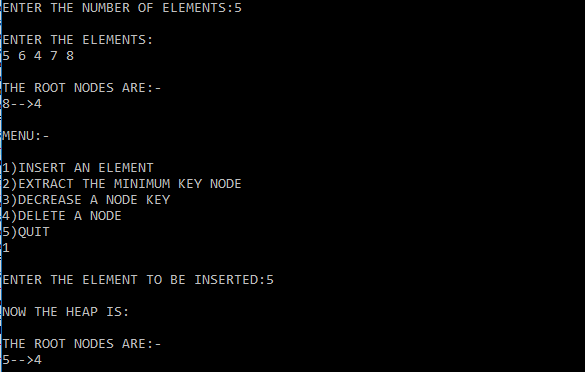 ENTER THE NUMBER OF ELEMENTS:5
ENTER THE ELEMENTS:
5 6 4 7 8
THE ROOT NODES ARE:-
8-->4
MENU:-
1)INSERT AN ELEMENT
2)EXTRACT THE MINIMUM KEY NODE
3)DECREASE A NODE KEY
4)DELETE A NODE
5)QUIT
1
ENTER THE ELEMENT TO BE INSERTED:5
NOW THE HEAP IS:
THE ROOT NODES ARE:-
5-->4